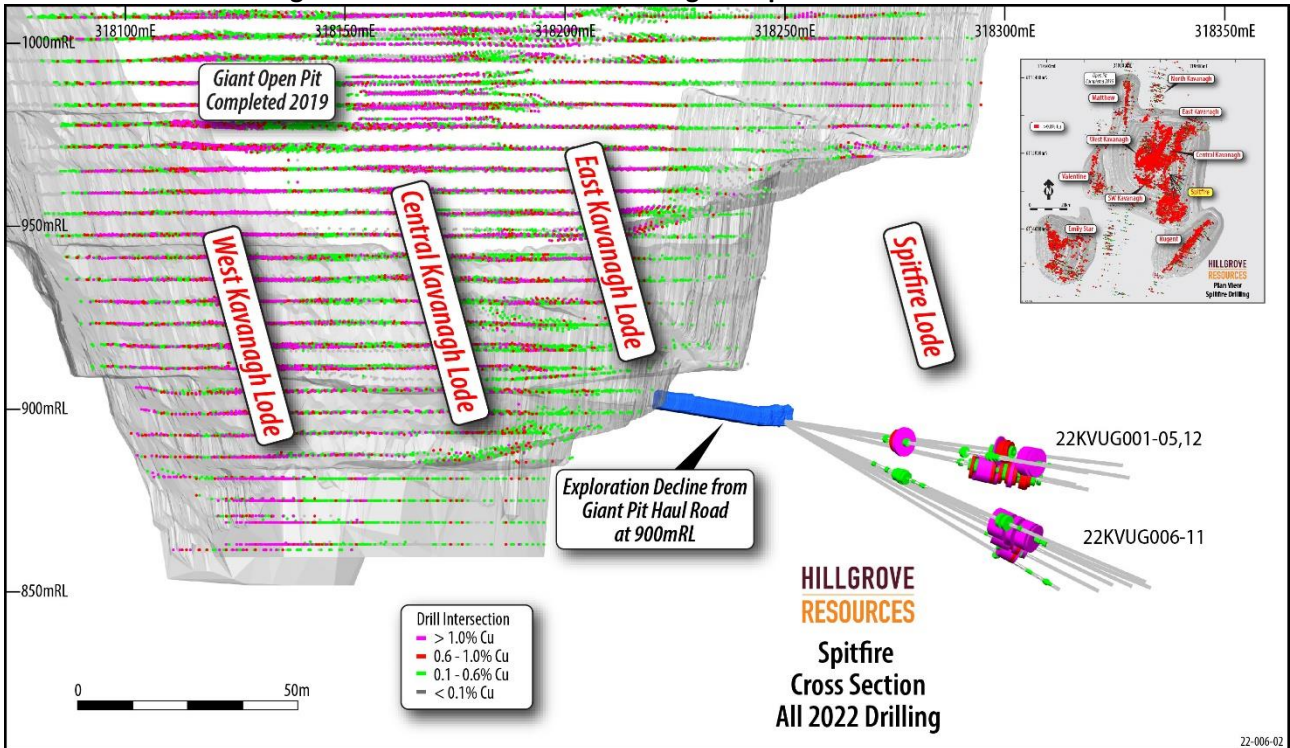 318100mE 318150mE 318200mE 318250mE 318300mE 318350mE
1000mRL
950mRL
900mRL
850mRL
Giant Open Pit
Completed 2019
West Kavanagh Lode
Central Kavanagh Lode
East Kavanagh Lode
Spitfire Lode
North Kavanagh
Matthew
East Kavanagh
West Kavanagh
Central Kavanagh
Valentine
Spitfire
SW Kavanagh
Emily Star
Nugent
HILLGROVE
RESOURCES
Plan View
Spitfire Drilling
Exploration Decline from
Giant Pit Haul Road
at 900mRL
22KVUG001-05,12
22KVUG006-11
Drill Intersection
> 1.0% Cu
0.6 - 1.0% Cu
0.1 - 0.6% Cu
< 0.1% Cu
0 50m
HILLGROVE
RESOURCES
Spitfire
Cross Section
All 2022 Drilling
22-006-02